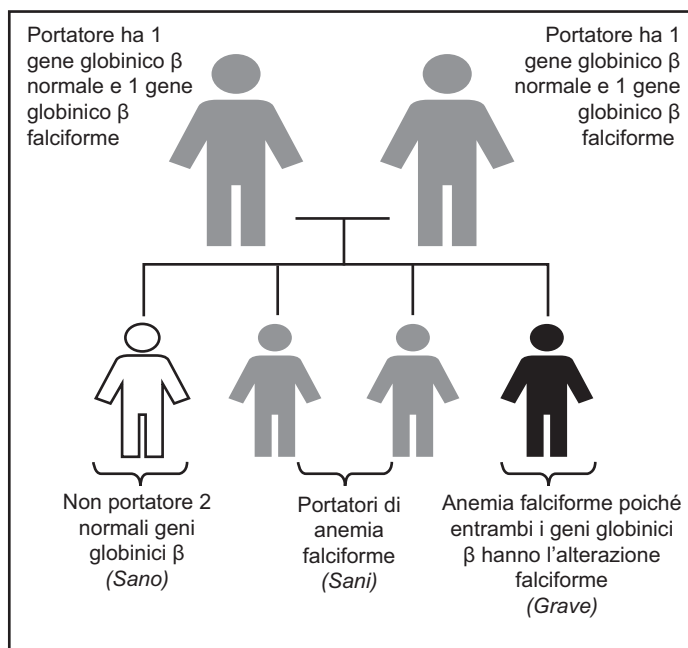 Portatore ha 1
gene globinico β
normale e 1 gene
globinico β
falciforme
Portatore ha 1
gene globinico β
normale e 1 gene
globinico β
falciforme
Non portatore 2
normali geni
globinici β
(Sano)
Portatori di
anemia
falciforme
(Sani)
Anemia falciforme poiché
entrambi i geni globinici
β hanno l'alterazione
falciforme
(Grave)